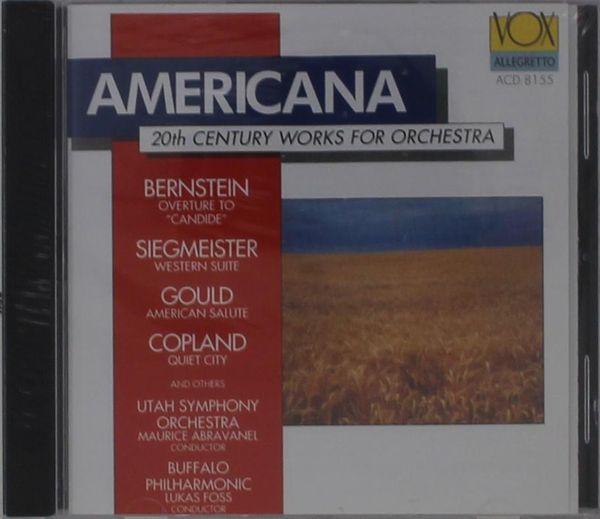 VOX
ALLEGRETTO
ACD 8155
AMERICANA
20th CENTURY WORKS FOR ORCHESTRA
BERNSTEIN
OVERTURE TO
"CANDIDE"
SIEGMEISTER
WESTERN SUITE
GOULD
AMERICAN SALUTE
COPLAND
QUIET CITY
AND OTHERS
UTAH SYMPHONY
ORCHESTRA
MAURICE ABRAVANEL
CONDUCTOR
BUFFALO
PHILHARMONIC
LUKAS FOSS
CONDUCTOR